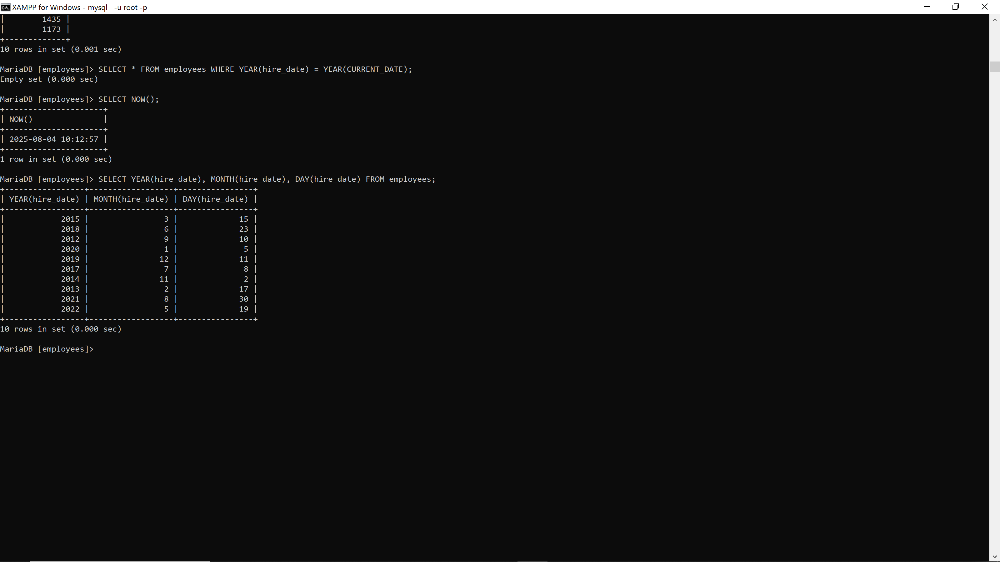 XAMPP for Windows - mysql  -u root -p
|        1435 |
|        1173 |
+-------------+
10 rows in set (0.001 sec)
MariaDB [employees]> SELECT * FROM employees WHERE YEAR(hire_date) = YEAR(CURRENT_DATE);
Empty set (0.000 sec)
MariaDB [employees]> SELECT NOW();
+---------------------+
| NOW()               |
+---------------------+
| 2025-08-04 10:12:57 |
+---------------------+
1 row in set (0.000 sec)
MariaDB [employees]> SELECT YEAR(hire_date), MONTH(hire_date), DAY(hire_date) FROM employees;
+-----------------+------------------+----------------+
| YEAR(hire_date) | MONTH(hire_date) | DAY(hire_date) |
+-----------------+------------------+----------------+
|            2015 |                3 |             15 |
|            2018 |                6 |             23 |
|            2012 |                9 |             10 |
|            2020 |                1 |              5 |
|            2019 |               12 |             11 |
|            2017 |                7 |              8 |
|            2014 |               11 |              2 |
|            2013 |                2 |             17 |
|            2021 |                8 |             30 |
|            2022 |                5 |             19 |
+-----------------+------------------+----------------+
10 rows in set (0.000 sec)
MariaDB [employees]>